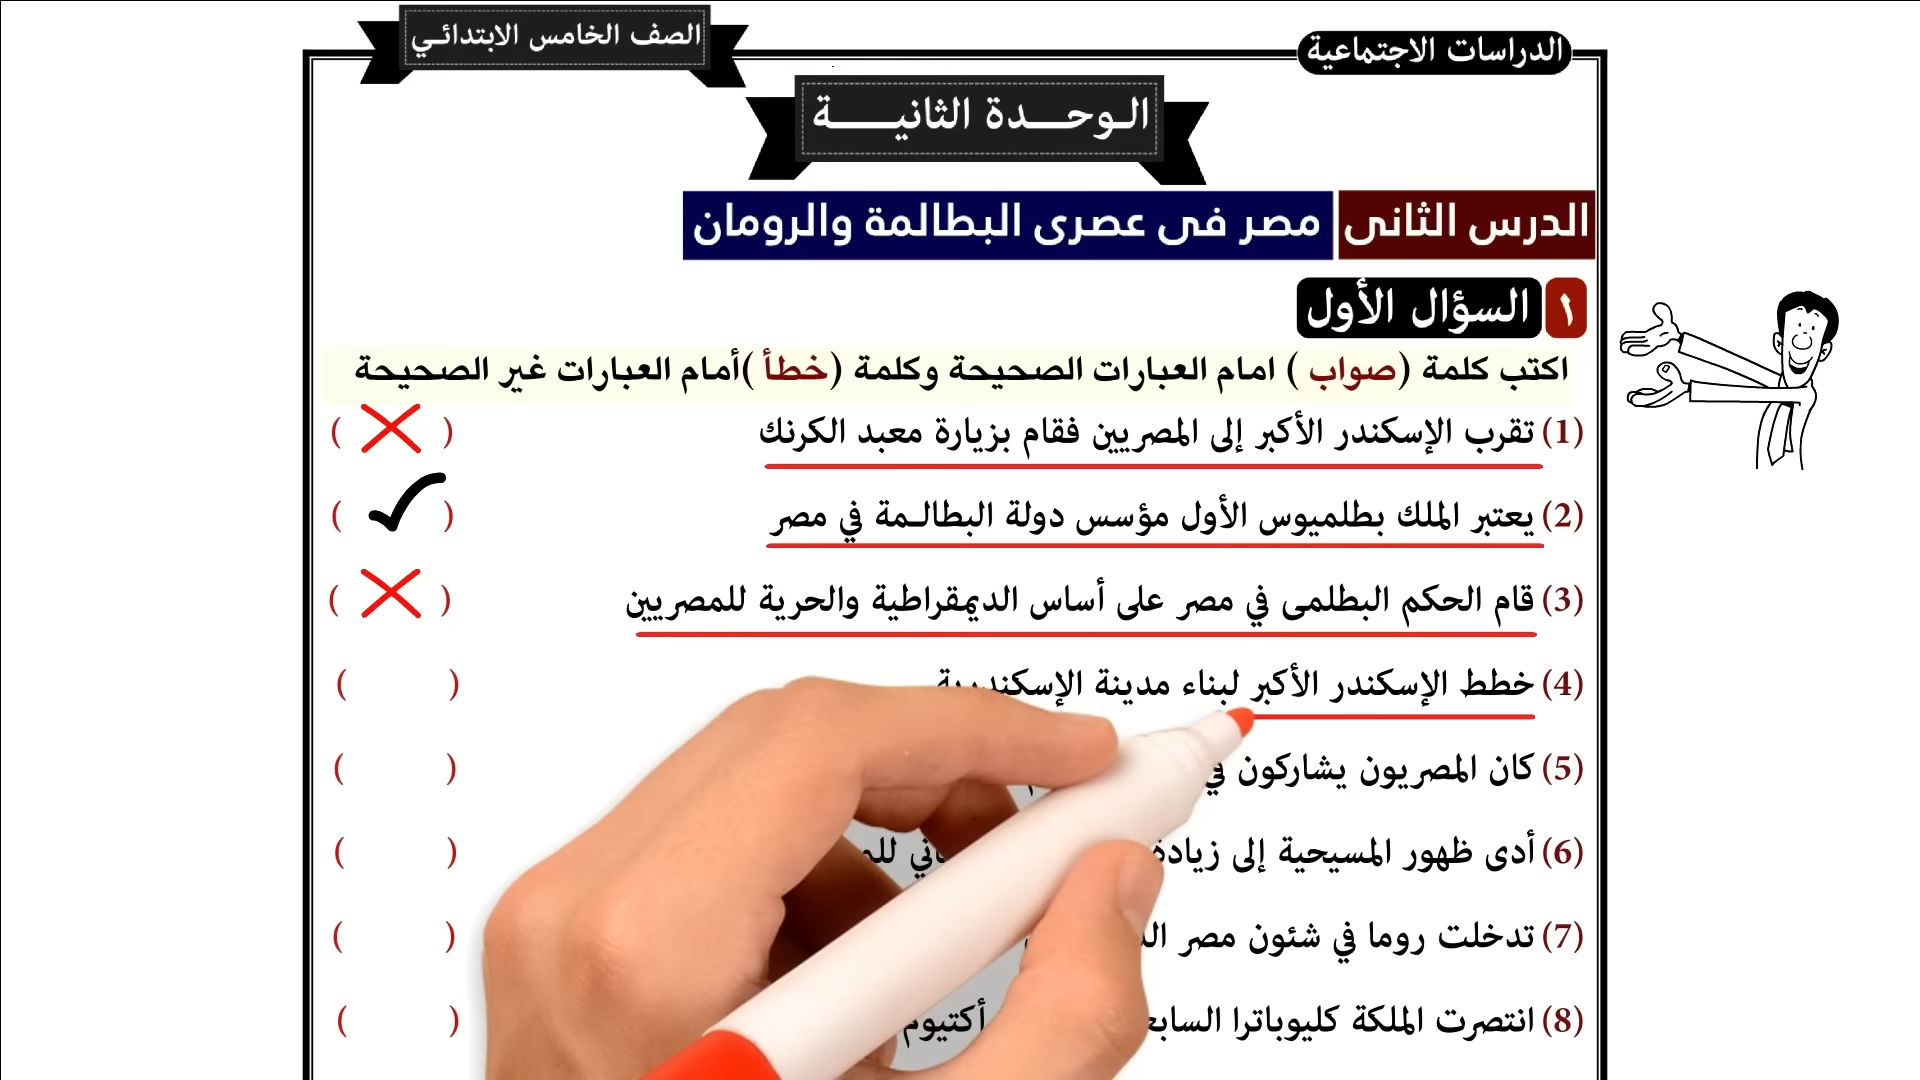 الدراسات الاجتماعية
الصف الخامس الابتدائي
الـوحـــدة الثانيـــــة
الدرس الثانى مصر فى عصرى البطالمة والرومان
١ السؤال الأول
اكتب كلمة (صواب ) امام العبارات الصحيحة وكلمة (خطأ )أمام العبارات غير الصحيحة
(1) تقرب الإسكندر الأكبر إلى المصريين فقام بزيارة معبد الكرنك ( )
(2) يعتبر الملك بطلميوس الأول مؤسس دولة البطالـمة في مصر ( )
(3) قام الحكم البطلمى في مصر على أساس الديمقراطية والحرية للمصريين ( )
(4) خطط الإسكندر الأكبر لبناء مدينة الإسكندرية ( )
(5) كان المصريون يشاركون في ( )
(6) أدى ظهور المسيحية إلى زيادة ( )
(7) تدخلت روما في شئون مصر ( )
(8) انتصرت الملكة كليوباترا أكتيوم ( )